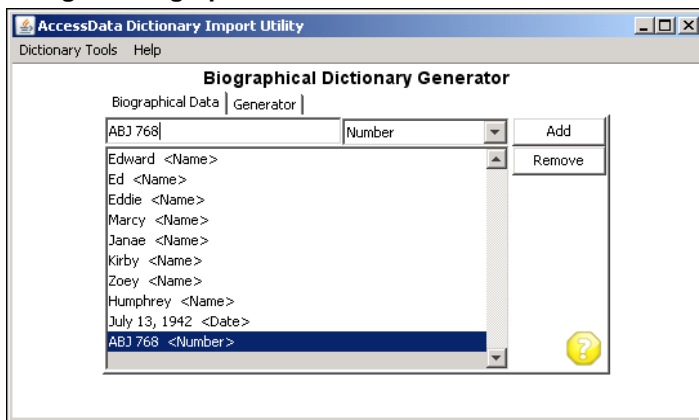 AccessData Dictionary Import Utility
Dictionary Tools Help
Biographical Dictionary Generator
Biographical Data Generator
ABJ 768 Number Add
Edward <Name> Remove
Ed <Name>
Eddie <Name>
Marcy <Name>
Janae <Name>
Kirby <Name>
Zoey <Name>
Humphrey <Name>
July 13, 1942 <Date>
ABJ 768 <Number>
?